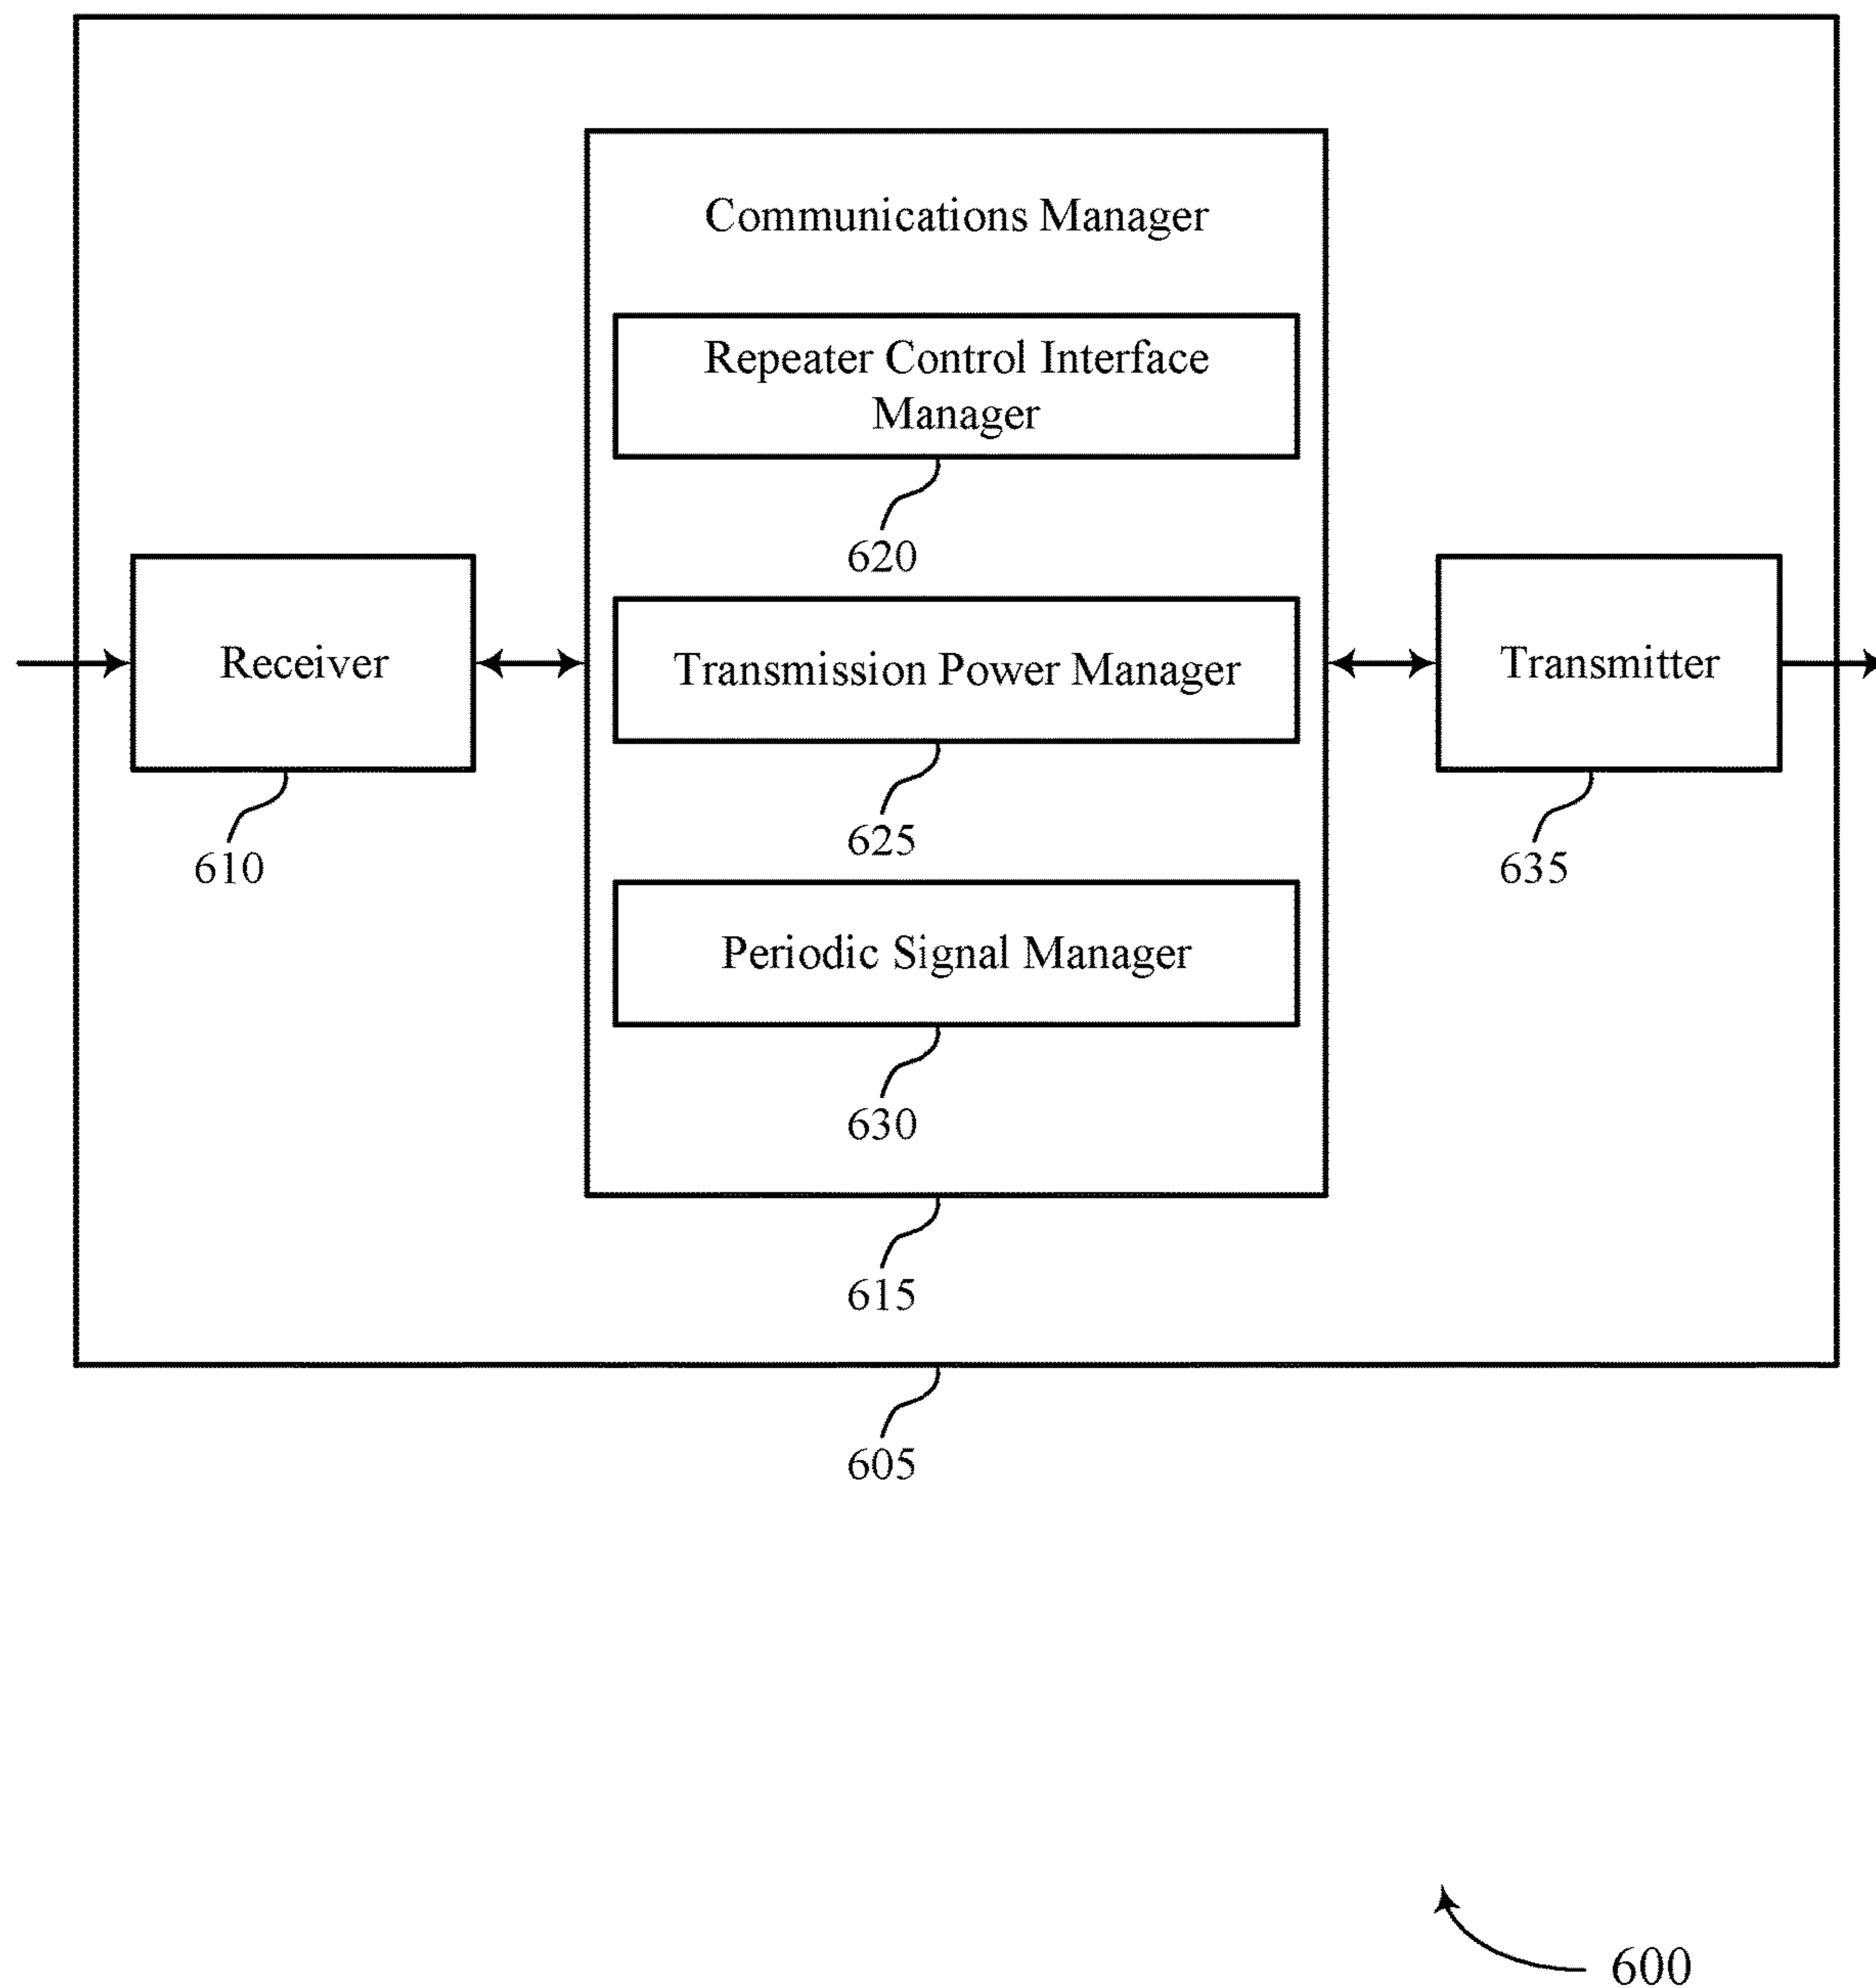 Communications Manager
Repeater Control Interface
Manager
620
Receiver
610
Transmission Power Manager
625
Transmitter
635
Periodic Signal Manager
630
615
605
600